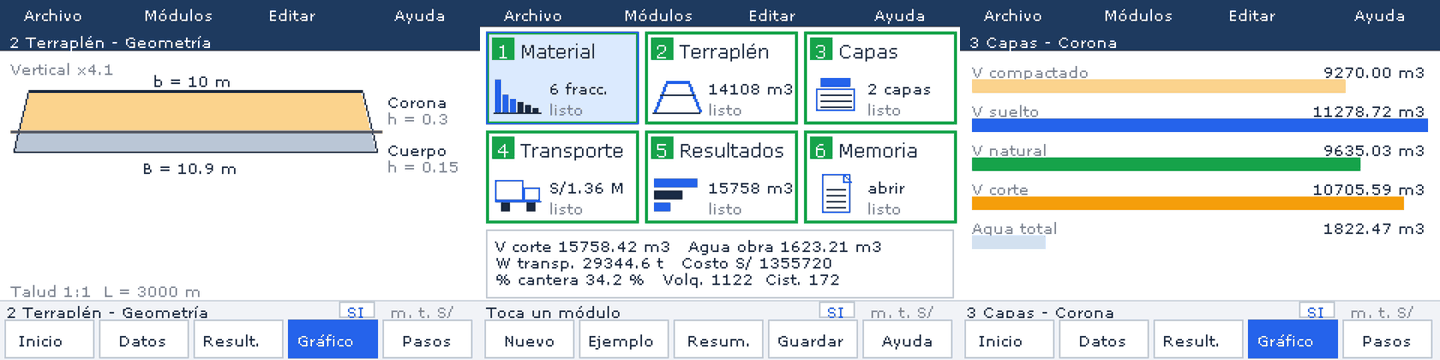 Archivo Módulos Editar Ayuda
2 Terraplén - Geometría
Vertical x4.1
b = 10 m
Corona
h = 0.3
Cuerpo
h = 0.15
B = 10.9 m
Talud 1:1 L = 3000 m
2 Terraplén - Geometría SI m. t. S/
Inicio Datos Result. Gráfico Pasos
Archivo Módulos Editar Ayuda
1 Material
6 fracc.
listo
2 Terraplén
14108 m3
listo
3 Capas
2 capas
listo
4 Transporte
S/1.36 M
listo
5 Resultados
15758 m3
listo
6 Memoria
abrir
listo
V corte 15758.42 m3 Agua obra 1623.21 m3
W transp. 29344.6 t Costo S/ 1355720
% cantera 34.2 % Volq. 1122 Cist. 172
Toca un módulo SI m. t. S/
Nuevo Ejemplo Resum. Guardar Ayuda
Archivo Módulos Editar Ayuda
3 Capas - Corona
V compactado 9270.00 m3
V suelto 11278.72 m3
V natural 9635.03 m3
V corte 10705.59 m3
Agua total 1822.47 m3
3 Capas - Corona SI m. t. S/
Inicio Datos Result. Gráfico Pasos